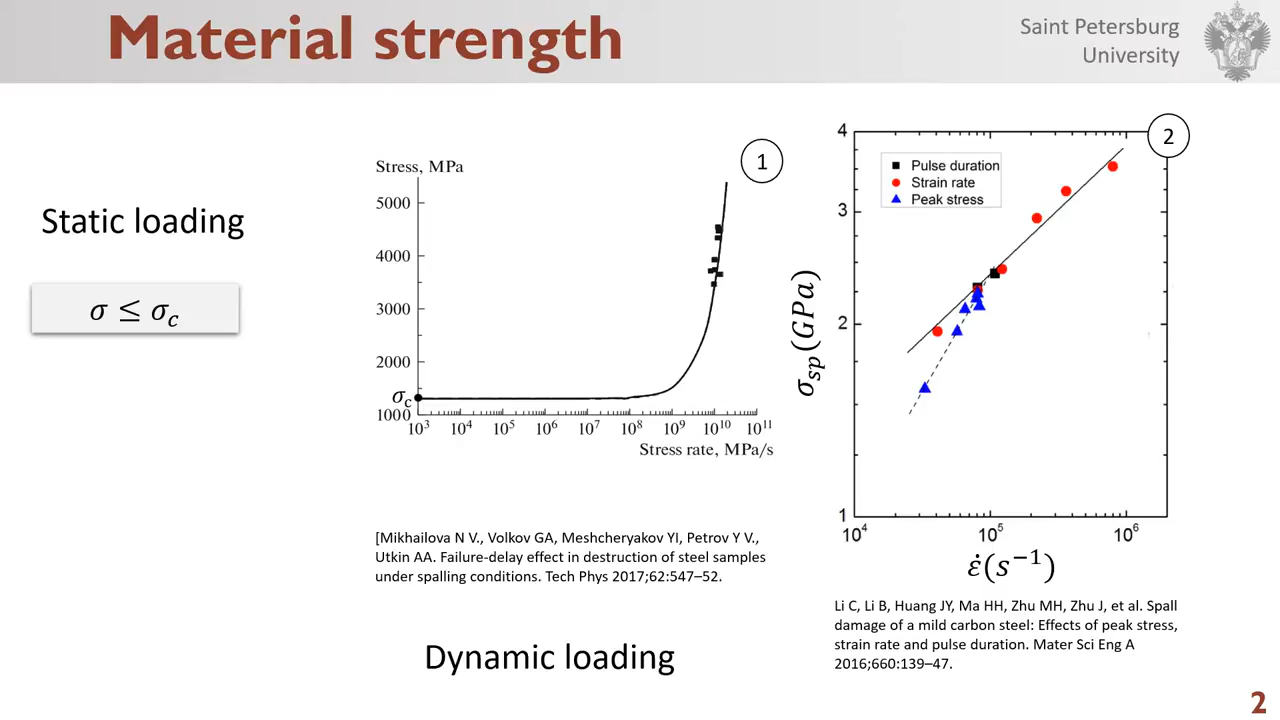 Material strength
Saint Petersburg
University
Static loading
σ ≤ σc
1
Stress, MPa
5000
4000
3000
2000
σc
1000
10³ 10⁴ 10⁵ 10⁶ 10⁷ 10⁸ 10⁹ 10¹⁰ 10¹¹
Stress rate, MPa/s
[Mikhailova N V., Volkov GA, Meshcheryakov YI, Petrov Y V.,
Utkin AA. Failure-delay effect in destruction of steel samples
under spalling conditions. Tech Phys 2017;62:547–52.
2
Pulse duration
Strain rate
Peak stress
4
3
2
1
σsp(GPa)
10⁴ 10⁵ 10⁶
ε̇(s⁻¹)
Li C, Li B, Huang JY, Ma HH, Zhu MH, Zhu J, et al. Spall
damage of a mild carbon steel: Effects of peak stress,
strain rate and pulse duration. Mater Sci Eng A
2016;660:139–47.
Dynamic loading
2